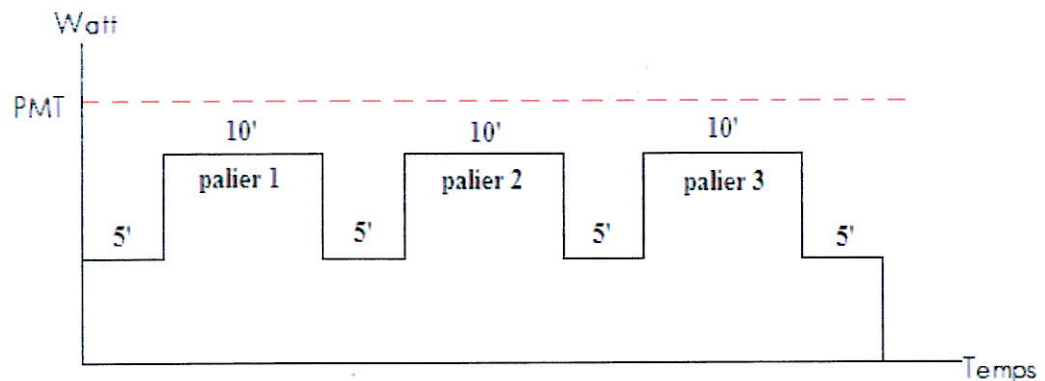 Watt
PMT
10' 10' 10'
palier 1 palier 2 palier 3
5' 5' 5' 5'
Temps